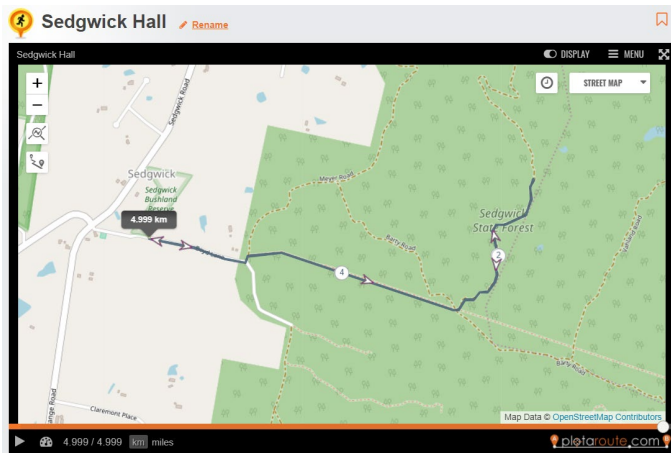 Sedgwick Hall Rename
Sedgwick Hall DISPLAY MENU
+
−
STREET MAP
Sedgwick Road
Sedgwick
Sedgwick
Bushland
Reserve
4.999 km
Meyer Road
Barry Road
Sedgwick
State Forest
2
4
Barry Road
Claremont Place
Map Data © OpenStreetMap Contributors
4.999 / 4.999 km miles
plotaroute.com